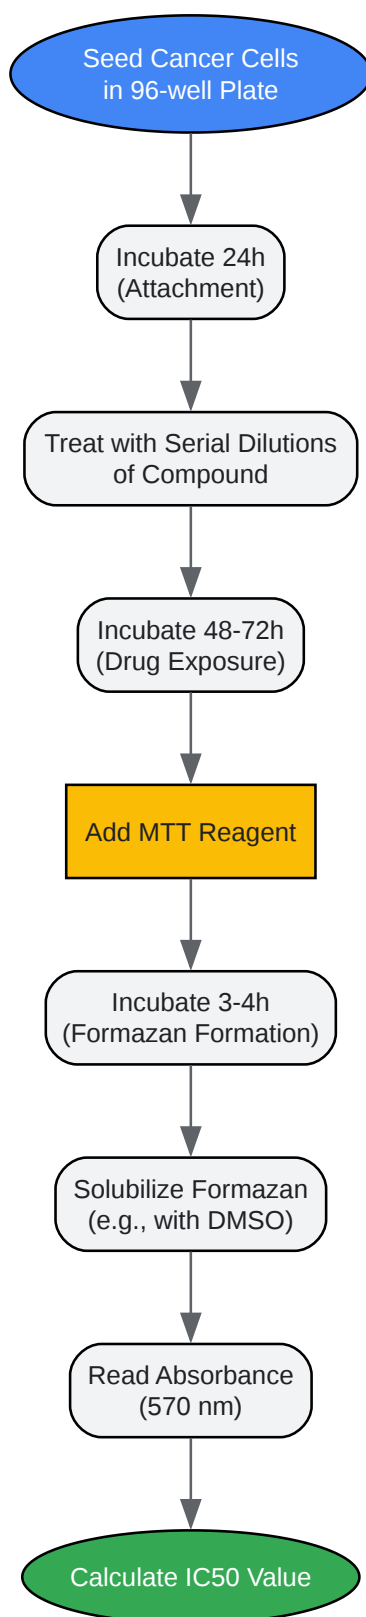 Seed Cancer Cells
in 96-well Plate
Incubate 24h
(Attachment)
Treat with Serial Dilutions
of Compound
Incubate 48-72h
(Drug Exposure)
Add MTT Reagent
Incubate 3-4h
(Formazan Formation)
Solubilize Formazan
(e.g., with DMSO)
Read Absorbance
(570 nm)
Calculate IC50 Value